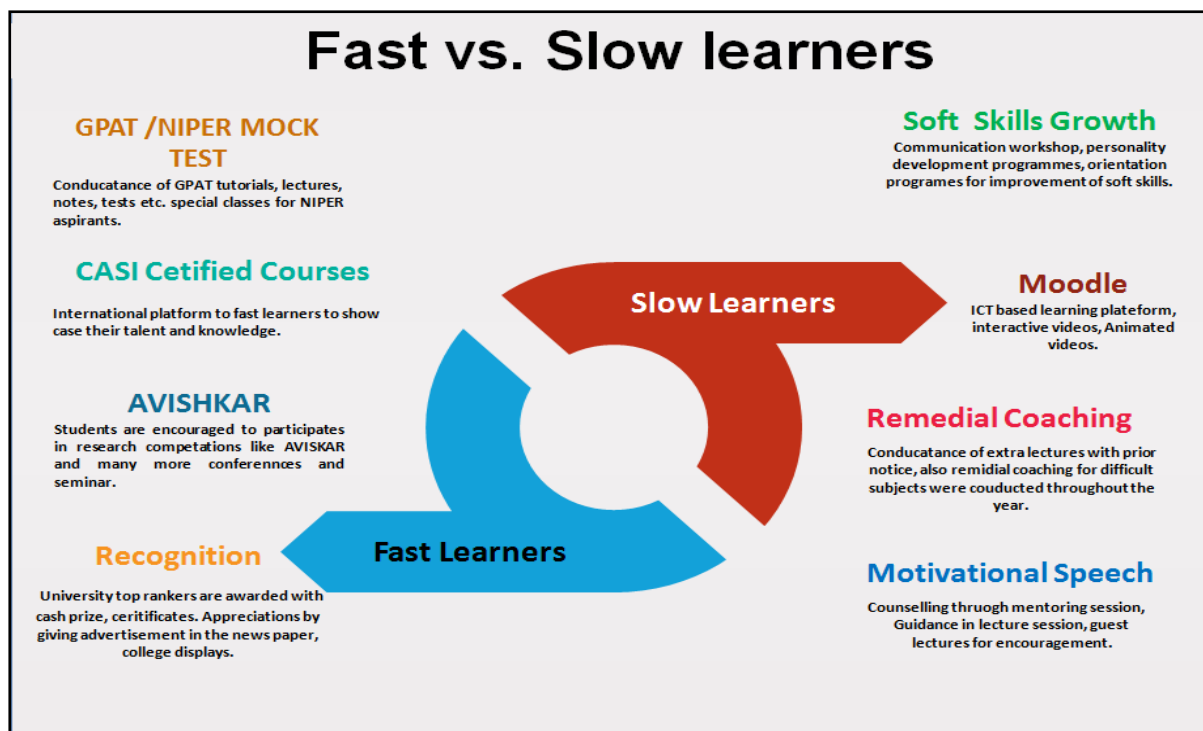 Fast vs. Slow learners
GPAT /NIPER MOCK
TEST
Conducatance of GPAT tutorials, lectures,
notes, tests etc. special classes for NIPER
aspirants.
CASI Cetified Courses
International platform to fast learners to show
case their talent and knowledge.
AVISHKAR
Students are encouraged to participates
in research competations like AVISKAR
and many more conferennces and
seminar.
Recognition
University top rankers are awarded with
cash prize, ceritificates. Appreciations by
giving advertisement in the news paper,
college displays.
Fast Learners
Slow Learners
Soft Skills Growth
Communication workshop, personality
development programmes, orientation
programes for improvement of soft skills.
Moodle
ICT based learning plateform,
interactive videos, Animated
videos.
Remedial Coaching
Conducatance of extra lectures with prior
notice, also remidial coaching for difficult
subjects were couducted throughout the
year.
Motivational Speech
Counselling thruogh mentoring session,
Guidance in lecture session, guest
lectures for encouragement.